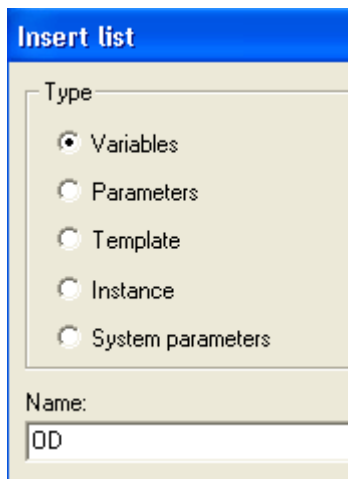 Insert list
Type
Variables
Parameters
Template
Instance
System parameters
Name:
OD